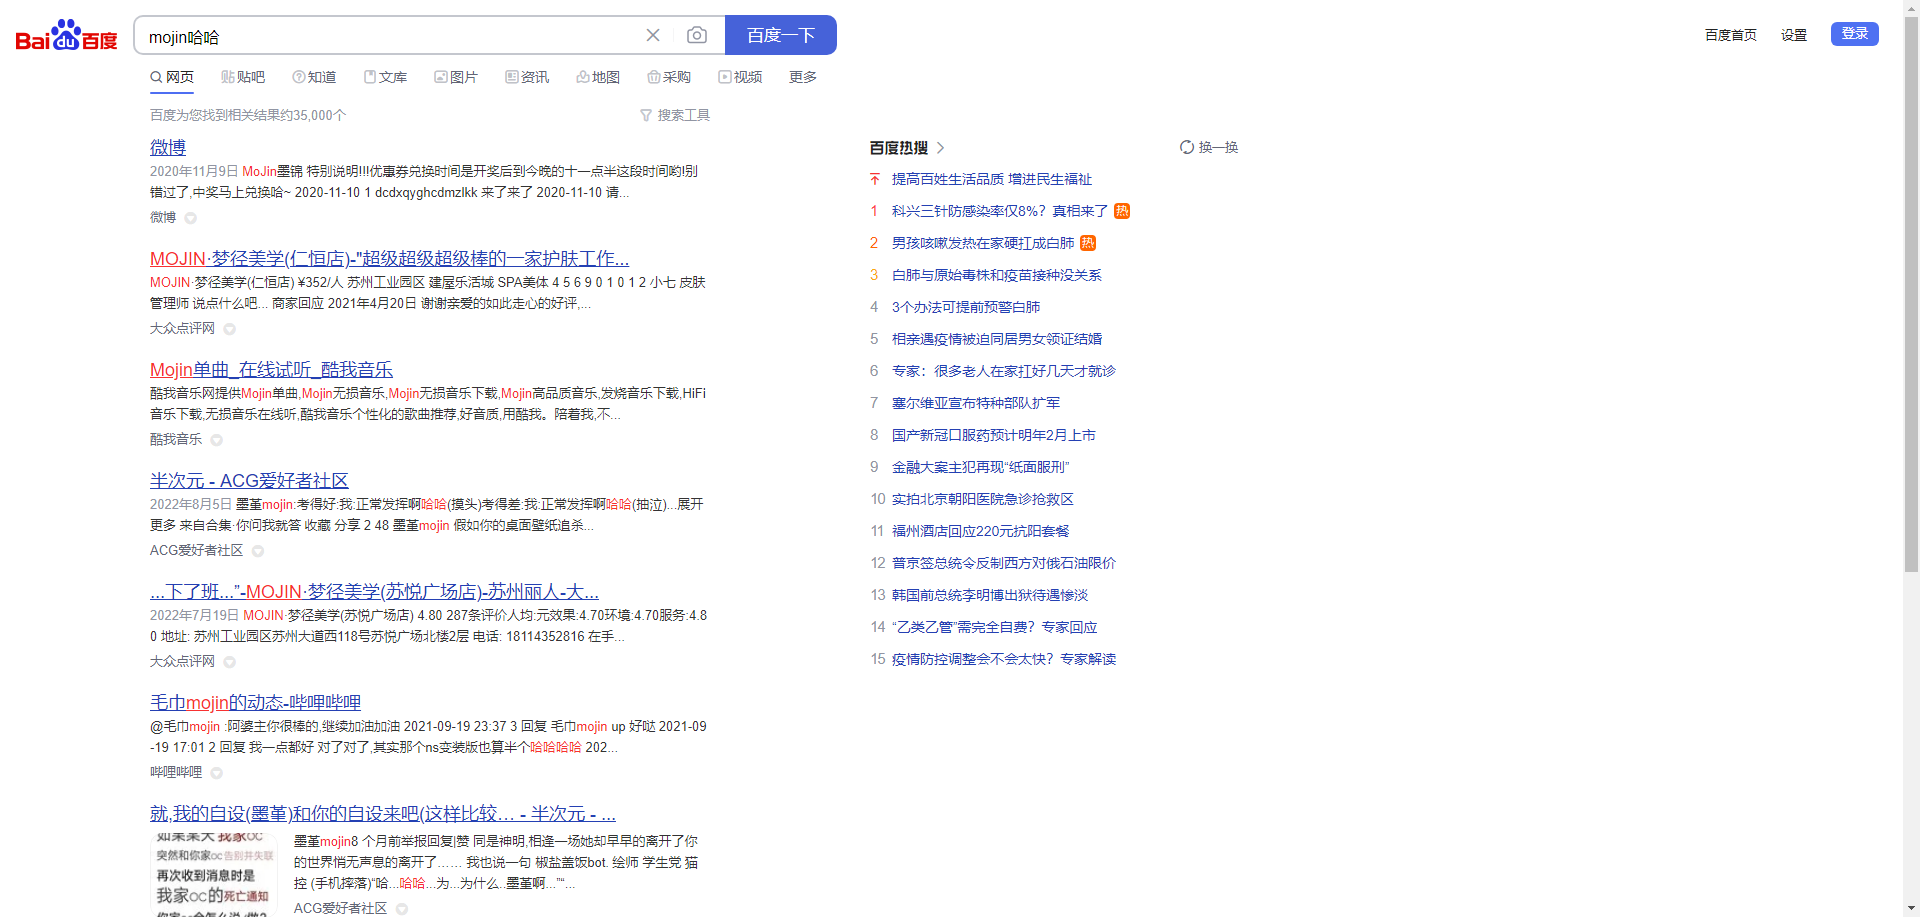 Bai du 百度
mojin哈哈
百度一下
百度首页 设置 登录
网页 贴吧 知道 文库 图片 资讯 地图 采购 视频 更多
百度为您找到相关结果约35,000个
搜索工具
微博
2020年11月9日 MoJin墨锦 特别说明!!!优惠券兑换时间是开奖后到今晚的十一点半这段时间哟!别
错过了,中奖马上兑换哈~ 2020-11-10 1 dcdxqyghcdmzlkk 来了来了 2020-11-10 请...
微博
MOJIN·梦径美学(仁恒店)-"超级超级超级棒的一家护肤工作...
MOJIN·梦径美学(仁恒店) ¥352/人 苏州工业园区 建屋乐活城 SPA美体 4 5 6 9 0 1 0 1 2 小七 皮肤
管理师 说点什么吧... 商家回应 2021年4月20日 谢谢亲爱的如此走心的好评,...
大众点评网
Mojin单曲_在线试听_酷我音乐
酷我音乐网提供Mojin单曲,Mojin无损音乐,Mojin无损音乐下载,Mojin高品质音乐,发烧音乐下载,HiFi
音乐下载,无损音乐在线听,酷我音乐个性化的歌曲推荐,好音质,用酷我。陪着我,不...
酷我音乐
半次元 - ACG爱好者社区
2022年8月5日 墨堇mojin:考得好:我:正常发挥啊哈哈(摸头)考得差:我:正常发挥啊哈哈(抽泣)...展开
更多 来自合集·你问我就答 收藏 分享 2 48 墨堇mojin 假如你的桌面壁纸追杀...
ACG爱好者社区
...下了班...”-MOJIN·梦径美学(苏悦广场店)-苏州丽人-大...
2022年7月19日 MOJIN·梦径美学(苏悦广场店) 4.80 287条评价人均:元效果:4.70环境:4.70服务:4.8
0 地址: 苏州工业园区苏州大道西118号苏悦广场北楼2层 电话: 18114352816 在手...
大众点评网
毛巾mojin的动态-哔哩哔哩
@毛巾mojin :阿婆主你很棒的,继续加油加油 2021-09-19 23:37 3 回复 毛巾mojin up 好哒 2021-09
-19 17:01 2 回复 我一点都好 对了对了,其实那个ns变装版也算半个哈哈哈哈 202...
哔哩哔哩
就,我的自设(墨堇)和你的自设来吧(这样比较… - 半次元 - ...
如果某天 我家oc
突然和你家oc告别并失联
再次收到消息时是
我家oc的死亡通知
你家oc会怎么说/做?
墨堇mojin8 个月前举报回复|赞 同是神明,相逢一场她却早早的离开了你
的世界悄无声息的离开了…… 我也说一句 椒盐盖饭bot. 绘师 学生党 猫
控 (手机摔落)“哈...哈哈...为...为什么..墨堇啊...”“...
ACG爱好者社区
百度热搜
换一换
提高百姓生活品质 增进民生福祉
1 科兴三针防感染率仅8%？真相来了 热
2 男孩咳嗽发热在家硬扛成白肺 热
3 白肺与原始毒株和疫苗接种没关系
4 3个办法可提前预警白肺
5 相亲遇疫情被迫同居男女领证结婚
6 专家：很多老人在家扛好几天才就诊
7 塞尔维亚宣布特种部队扩军
8 国产新冠口服药预计明年2月上市
9 金融大案主犯再现“纸面服刑”
10 实拍北京朝阳医院急诊抢救区
11 福州酒店回应220元抗阳套餐
12 普京签总统令反制西方对俄石油限价
13 韩国前总统李明博出狱待遇惨淡
14 “乙类乙管”需完全自费？专家回应
15 疫情防控调整会不会太快？专家解读